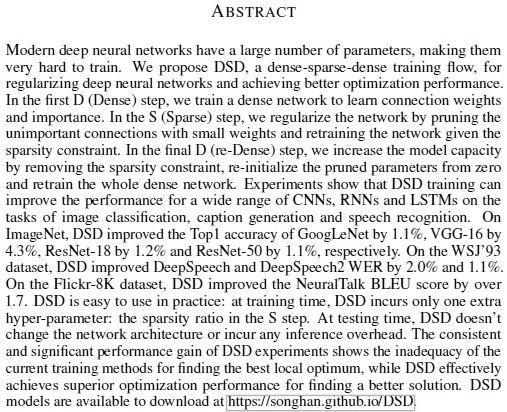 ABSTRACT
Modern deep neural networks have a large number of parameters, making them
very hard to train. We propose DSD, a dense-sparse-dense training flow, for
regularizing deep neural networks and achieving better optimization performance.
In the first D (Dense) step, we train a dense network to learn connection weights
and importance. In the S (Sparse) step, we regularize the network by pruning the
unimportant connections with small weights and retraining the network given the
sparsity constraint. In the final D (re-Dense) step, we increase the model capacity
by removing the sparsity constraint, re-initialize the pruned parameters from zero
and retrain the whole dense network. Experiments show that DSD training can
improve the performance for a wide range of CNNs, RNNs and LSTMs on the
tasks of image classification, caption generation and speech recognition. On
ImageNet, DSD improved the Top1 accuracy of GoogLeNet by 1.1%, VGG-16 by
4.3%, ResNet-18 by 1.2% and ResNet-50 by 1.1%, respectively. On the WSJ'93
dataset, DSD improved DeepSpeech and DeepSpeech2 WER by 2.0% and 1.1%.
On the Flickr-8K dataset, DSD improved the NeuralTalk BLEU score by over
1.7. DSD is easy to use in practice: at training time, DSD incurs only one extra
hyper-parameter: the sparsity ratio in the S step. At testing time, DSD doesn't
change the network architecture or incur any inference overhead. The consistent
and significant performance gain of DSD experiments shows the inadequacy of the
current training methods for finding the best local optimum, while DSD effectively
achieves superior optimization performance for finding a better solution. DSD
models are available to download at https://songhan.github.io/DSD.